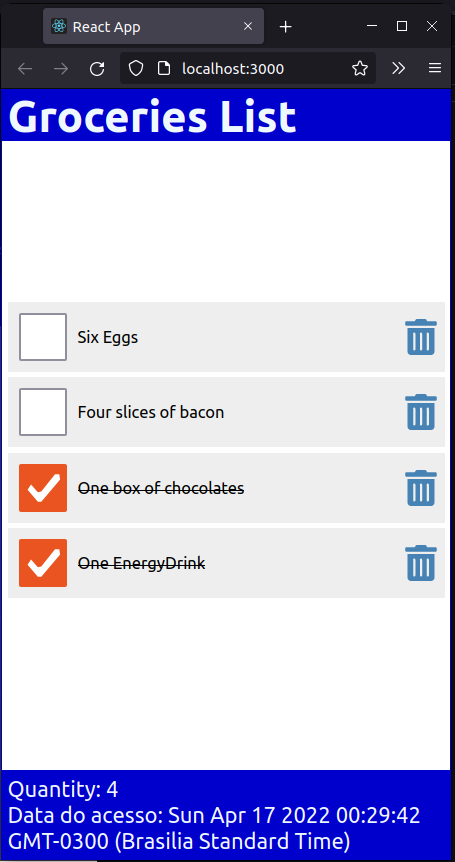 React App
localhost:3000
Groceries List
Six Eggs
Four slices of bacon
One box of chocolates
One EnergyDrink
Quantity: 4
Data do acesso: Sun Apr 17 2022 00:29:42
GMT-0300 (Brasilia Standard Time)